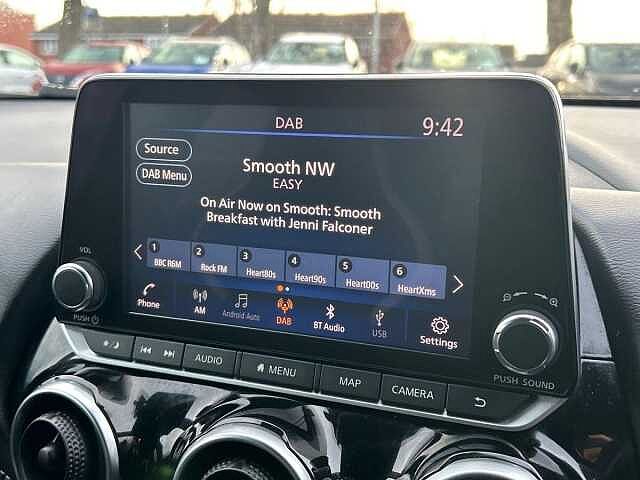 DAB
9:42
Source
DAB Menu
Smooth NW
EASY
On Air Now on Smooth: Smooth
Breakfast with Jenni Falconer
1 2 3 4 5 6
BBC R6M Rock FM Heart80s Heart90s Heart00s HeartXms
Phone AM Android Auto DAB BT Audio USB Settings
VOL
PUSH
PUSH SOUND
AUDIO MENU MAP CAMERA